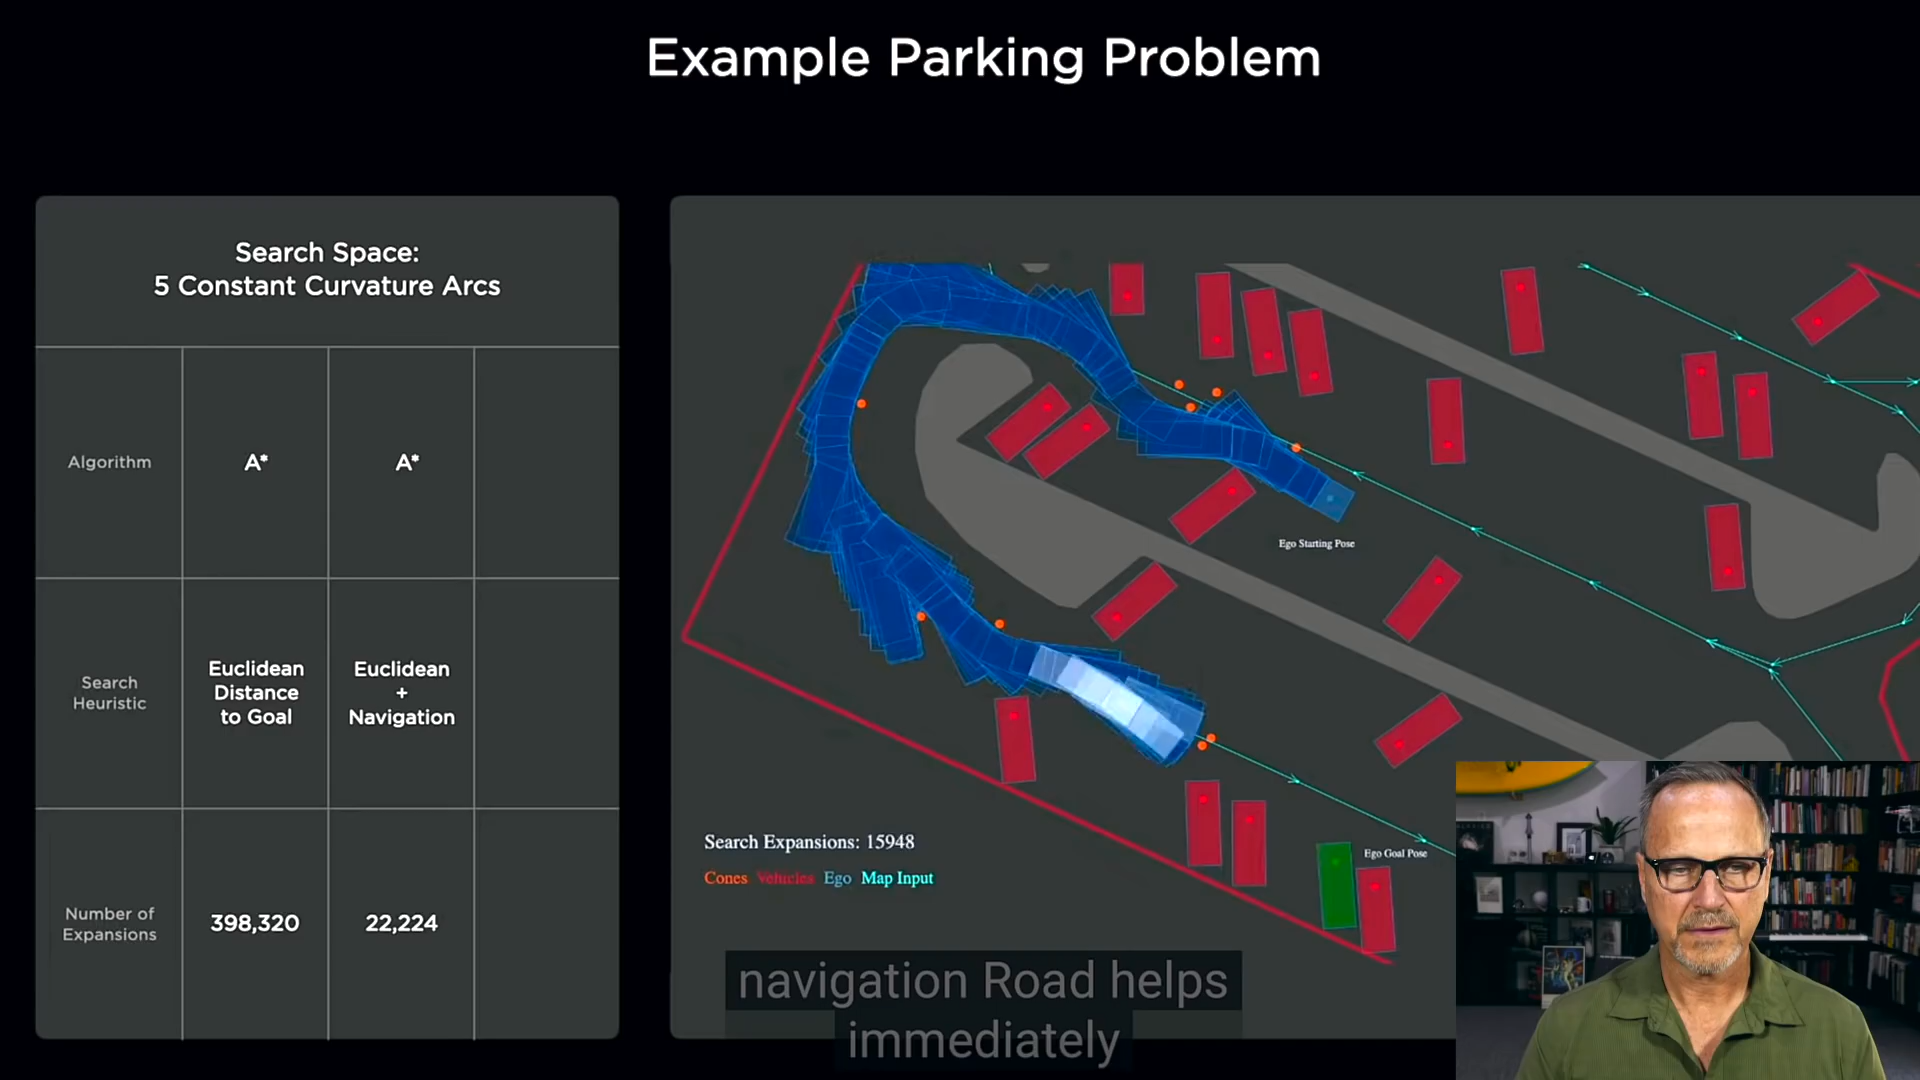 Example Parking Problem
Search Space:
5 Constant Curvature Arcs
Algorithm
A*
A*
Search
Heuristic
Euclidean
Distance
to Goal
Euclidean
+
Navigation
Number of
Expansions
398,320
22,224
Ego Starting Pose
Ego Goal Pose
Search Expansions: 15948
Cones Vehicles Ego Map Input
navigation Road helps
immediately